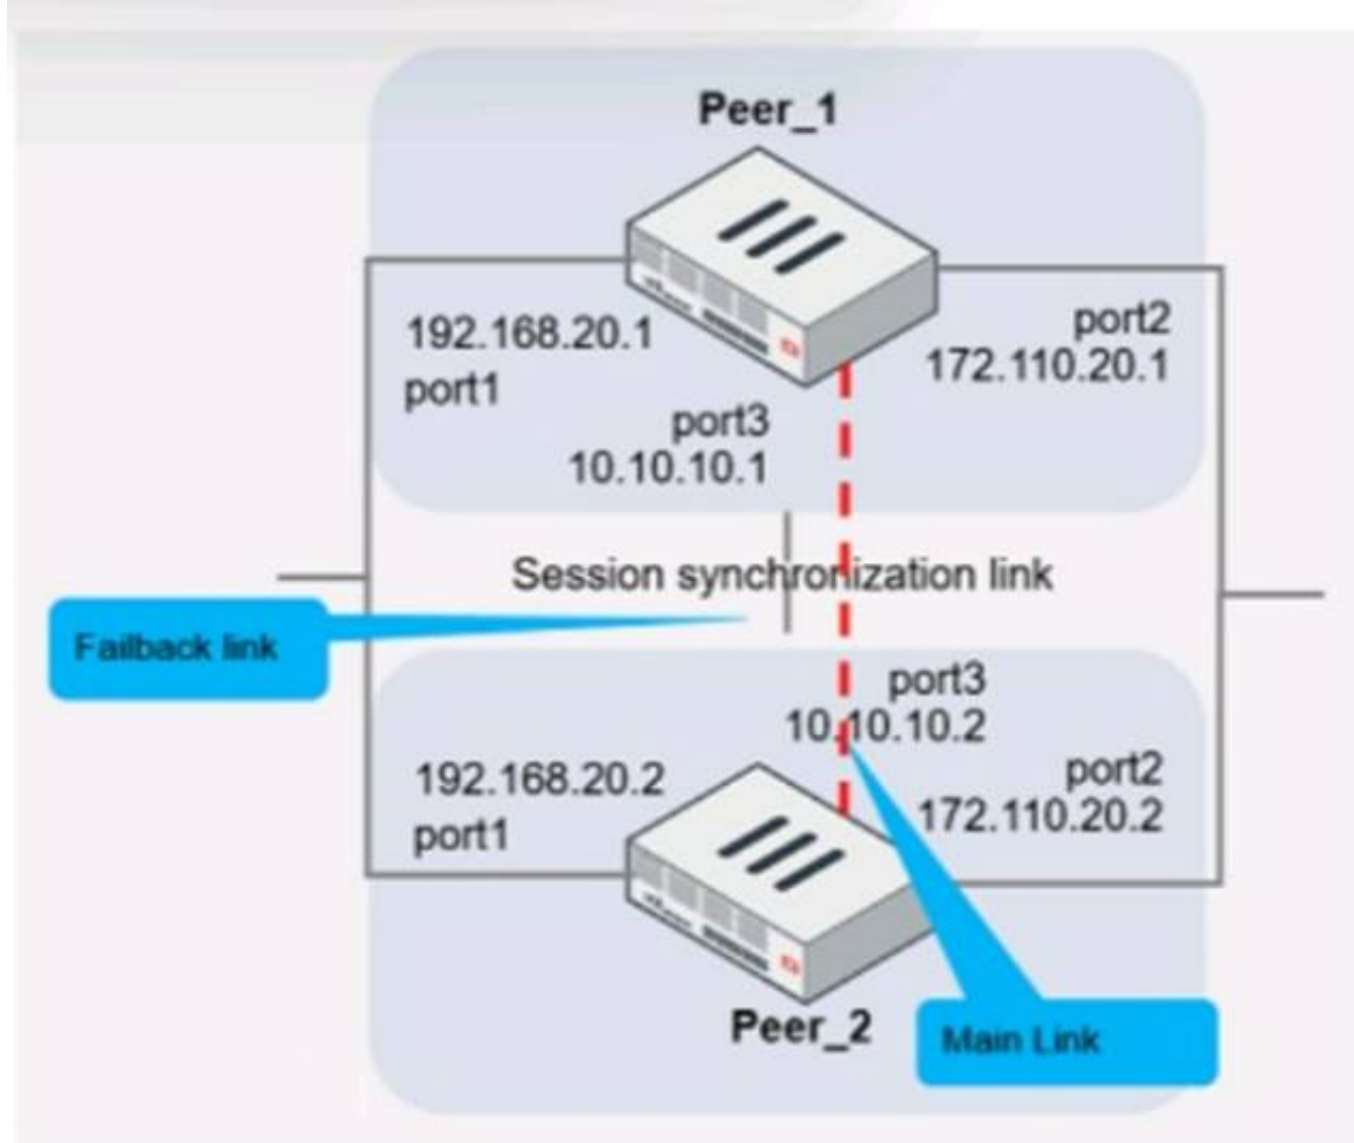 Peer_1
192.168.20.1
port1
port2
172.110.20.1
port3
10.10.10.1
Session synchronization link
Failback link
port3
10.10.10.2
192.168.20.2
port1
port2
172.110.20.2
Peer_2
Main Link